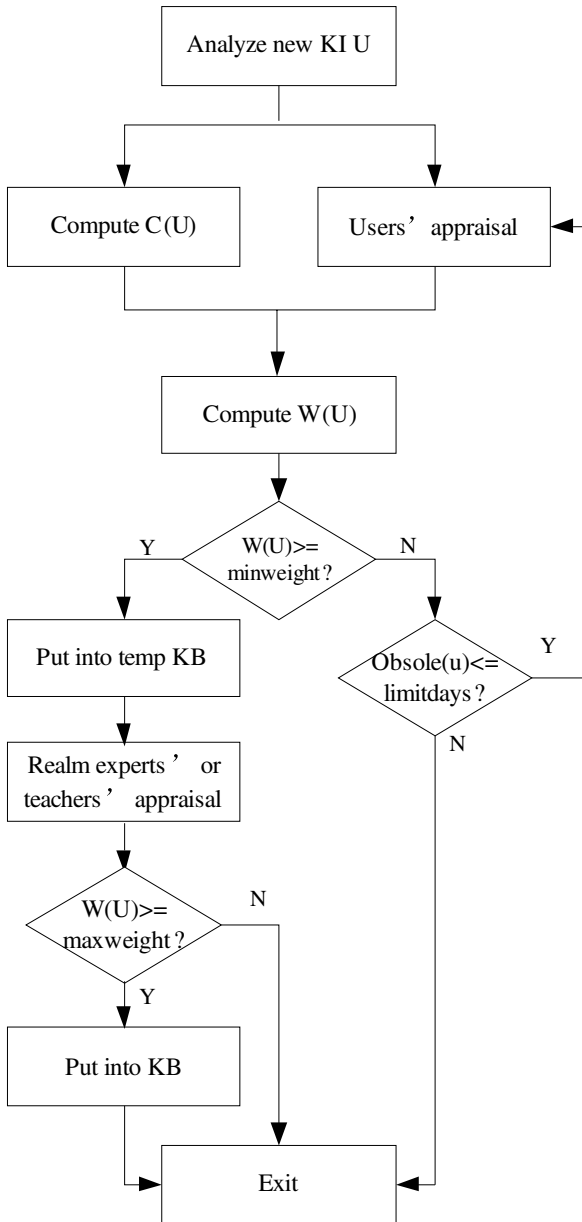 Analyze new KI U
Compute C(U)
Users’ appraisal
Compute W(U)
W(U)>=
minweight?
Y
N
Put into temp KB
Obsole(u)<=
limitdays?
Y
N
Realm experts’ or
teachers’ appraisal
W(U)>=
maxweight?
N
Y
Put into KB
Exit